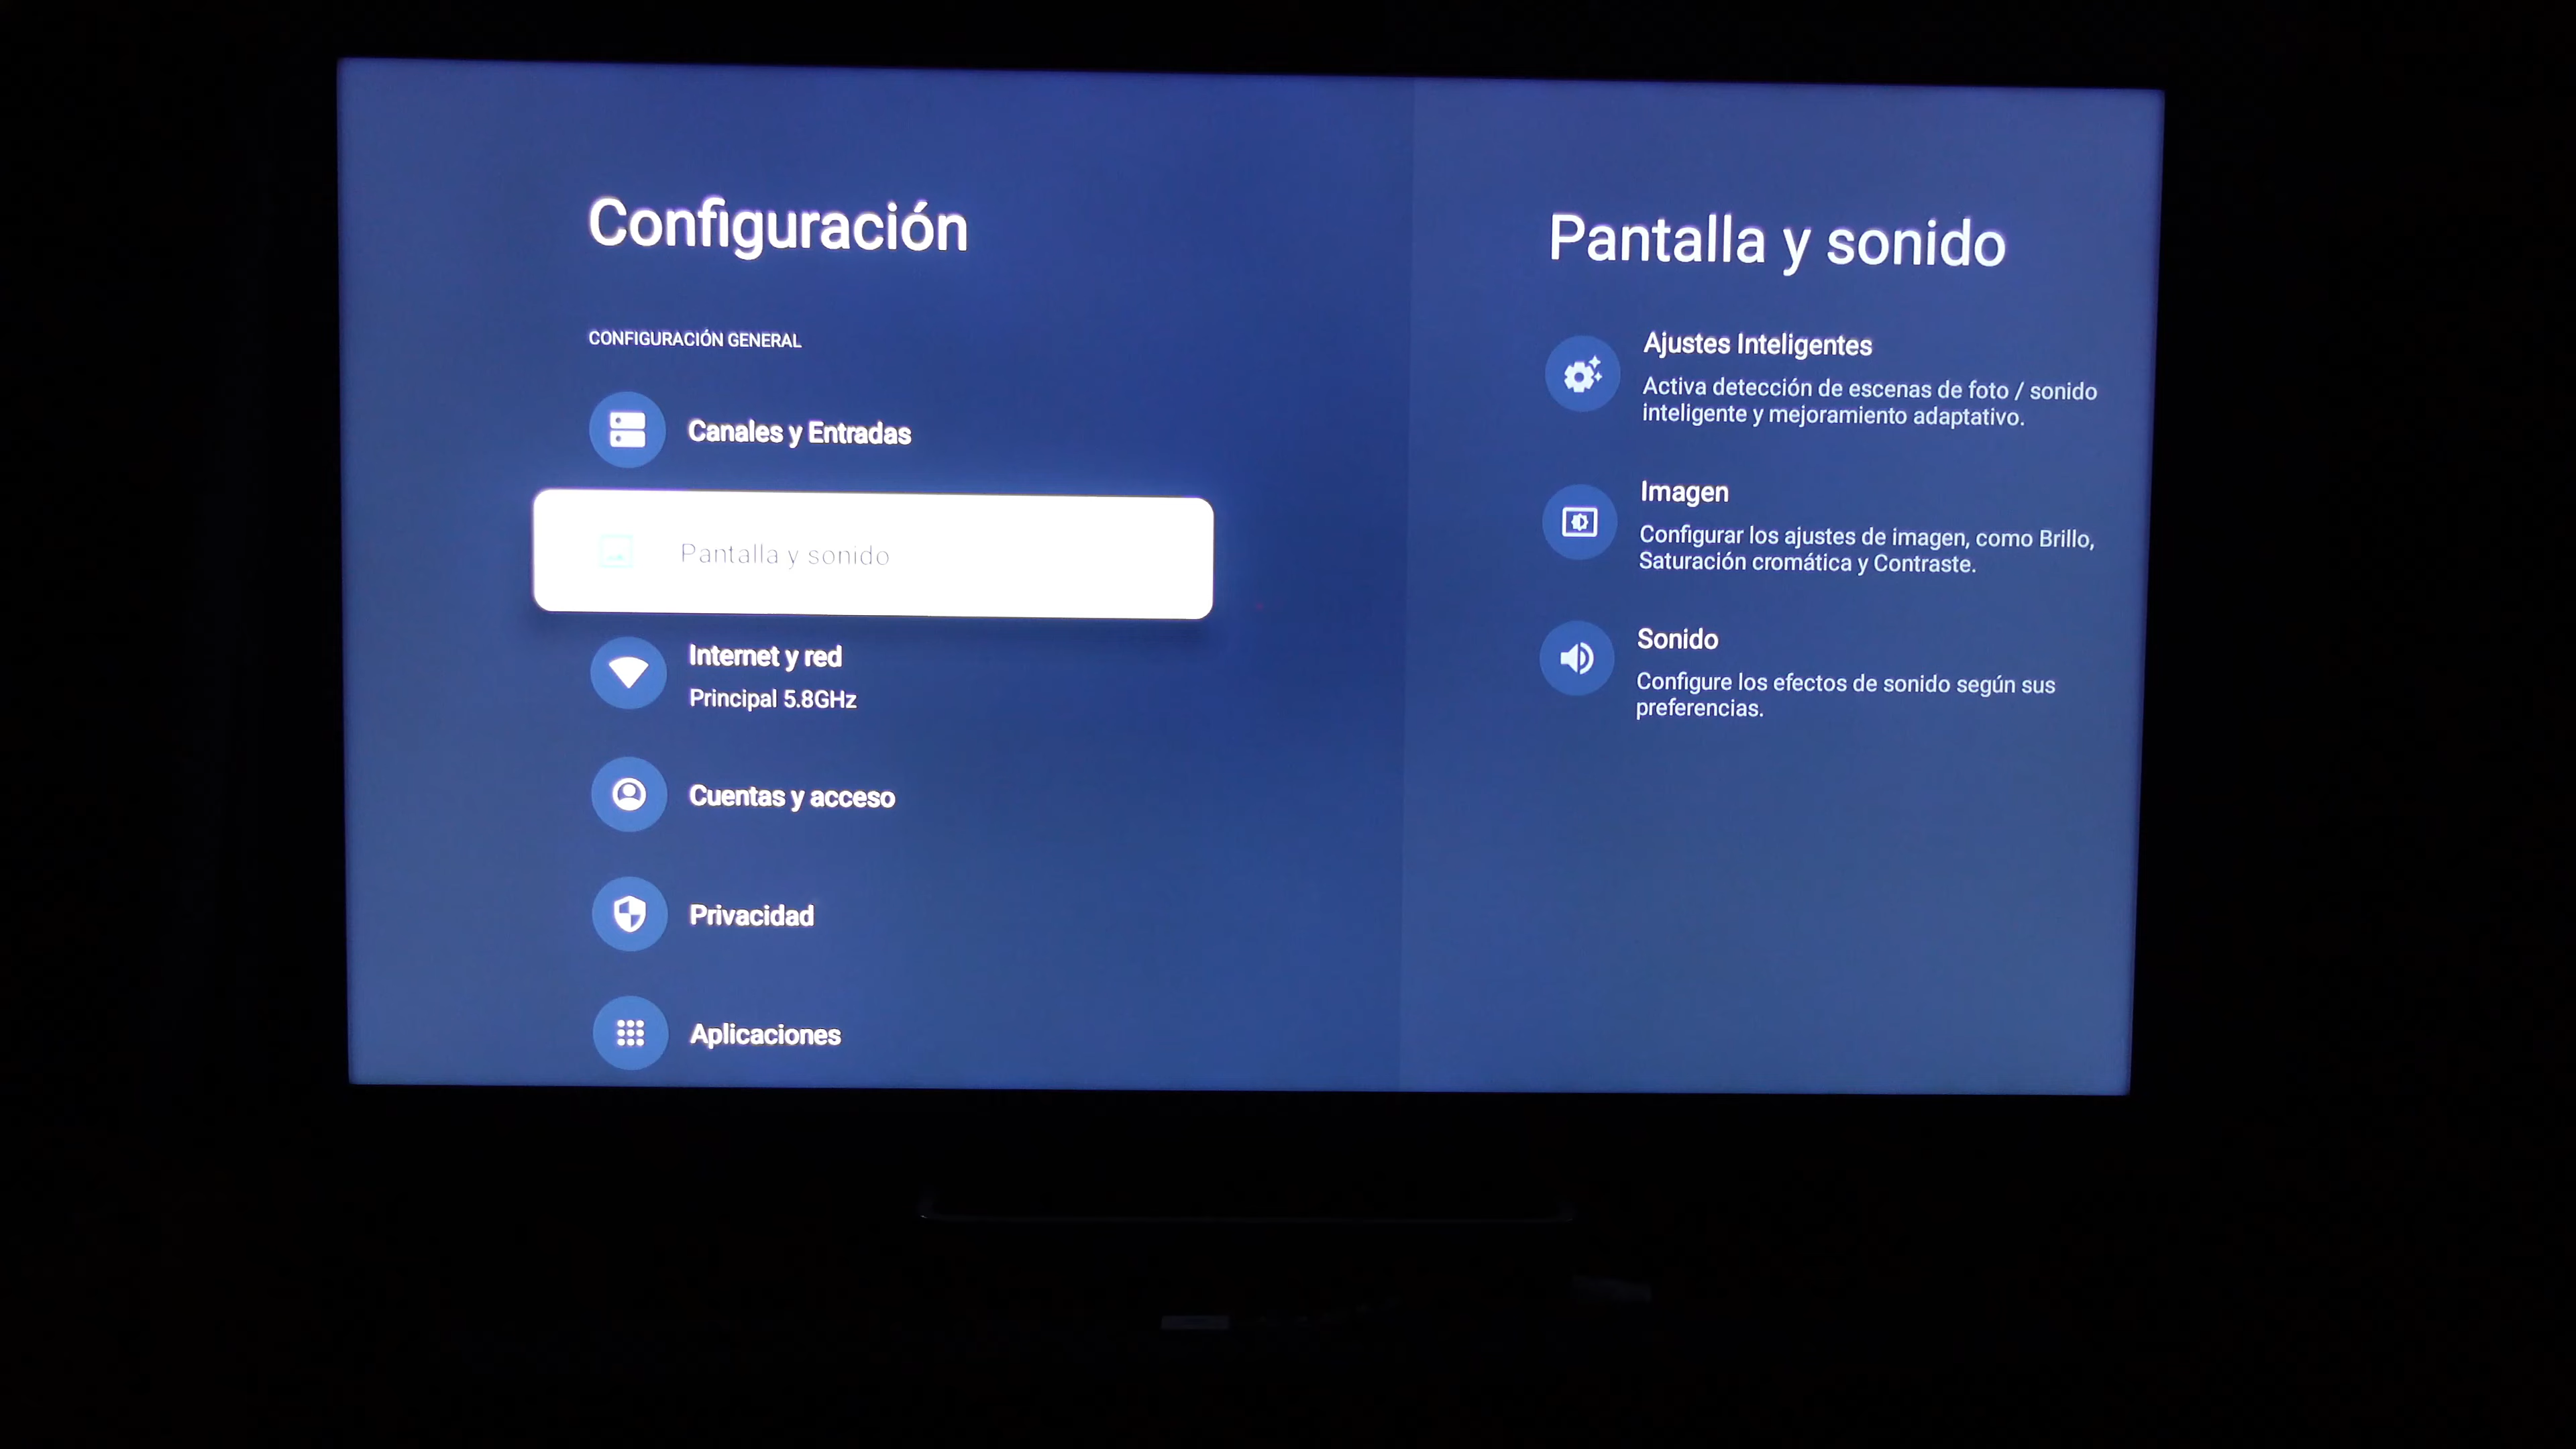 Configuración
CONFIGURACIÓN GENERAL
Canales y Entradas
Pantalla y sonido
Internet y red
Principal 5.8GHz
Cuentas y acceso
Privacidad
Aplicaciones
Pantalla y sonido
Ajustes Inteligentes
Activa detección de escenas de foto / sonido
inteligente y mejoramiento adaptativo.
Imagen
Configurar los ajustes de imagen, como Brillo,
Saturación cromática y Contraste.
Sonido
Configure los efectos de sonido según sus
preferencias.